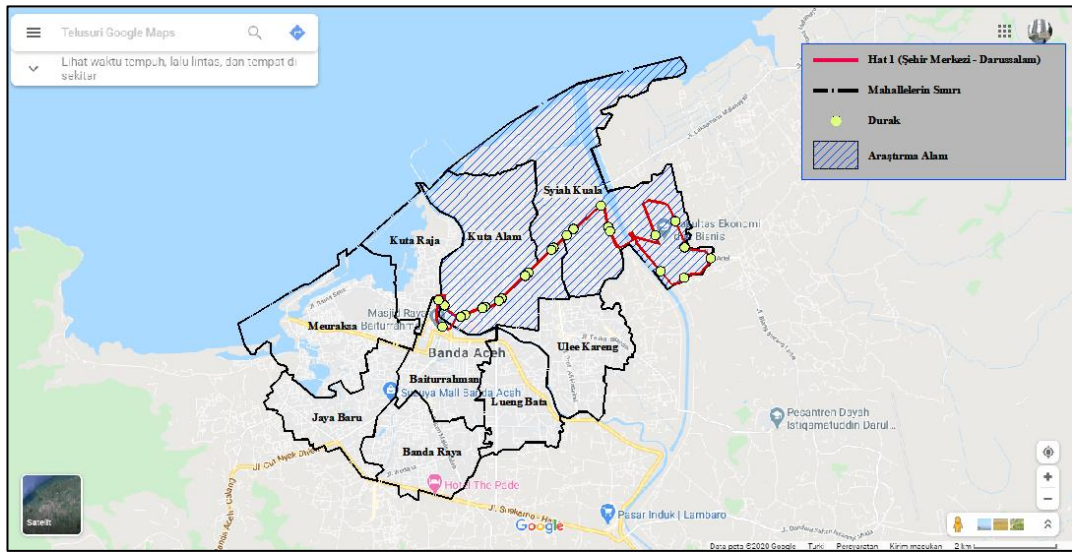 Telusuri Google Maps
Lihat waktu tempuh, lalu lintas, dan tempat di
sekitar
Hat 1 (Şehir Merkezi - Darussalam)
Mahallelerin Sınırı
Durak
Araştırma Alanı
Syiah Kuala
Kuta Alam
Kuta Raja
Fakultas Ekonomi
dan Bisnis
Masjid Raya
Baiturrahman
Meuraksa
Banda Aceh
Ulee Kareng
Baiturrahman
Suzuya Mall Banda Aceh
Lueng Bata
Jaya Baru
Banda Raya
Pesantren Dayah
Istiqamatuddin Darul...
Hotel The Pade
Jl. Soekarno - Ha
Pasar Induk | Lambaro
Satelit
Google
Data peta ©2020 Google Turki Persyaratan Kirim masukan 2 km